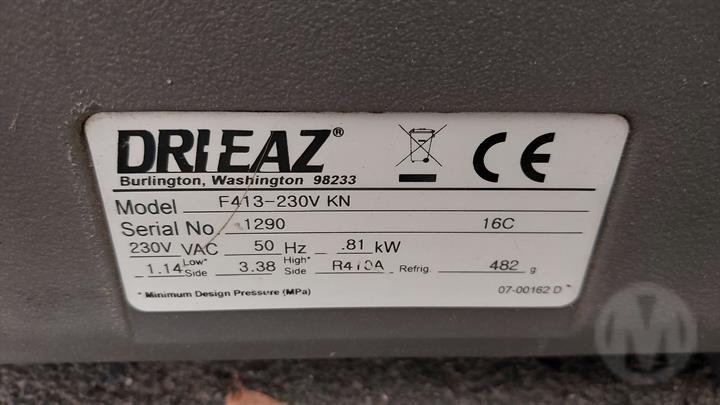 DRIEAZ®
CE
Burlington, Washington 98233
Model F413-230V KN
Serial No. 1290 16C
230V VAC 50 Hz .81 kW
1.14 Low* Side 3.38 High* Side R410A Refrig. 482 g
* Minimum Design Pressure (MPa) 07-00162 D
M